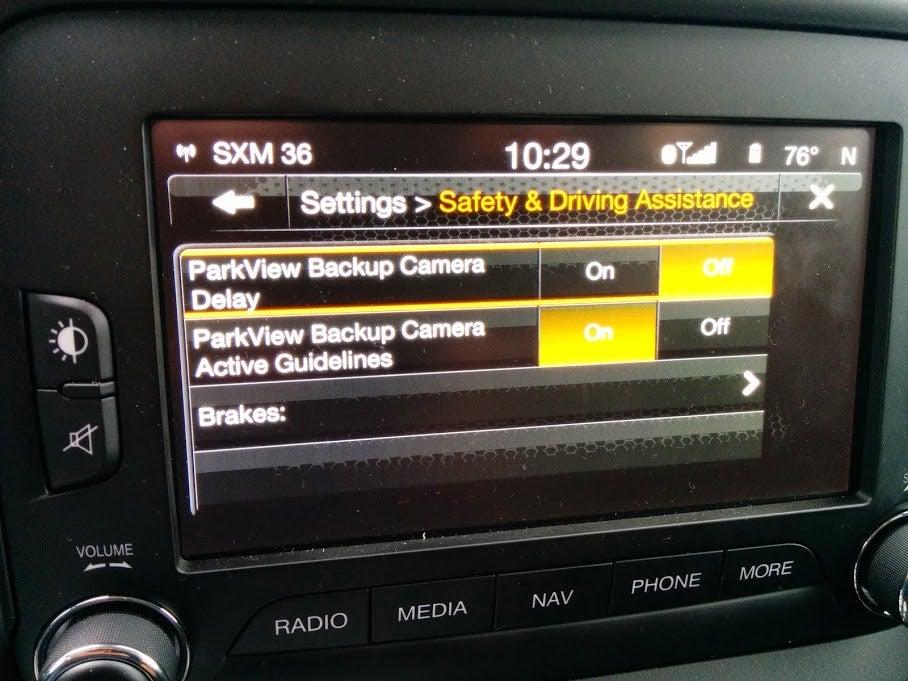 SXM 36 10:29 76° N
Settings > Safety & Driving Assistance X
ParkView Backup Camera
Delay
On Off
ParkView Backup Camera
Active Guidelines
On Off
Brakes:
VOLUME
RADIO MEDIA NAV PHONE MORE